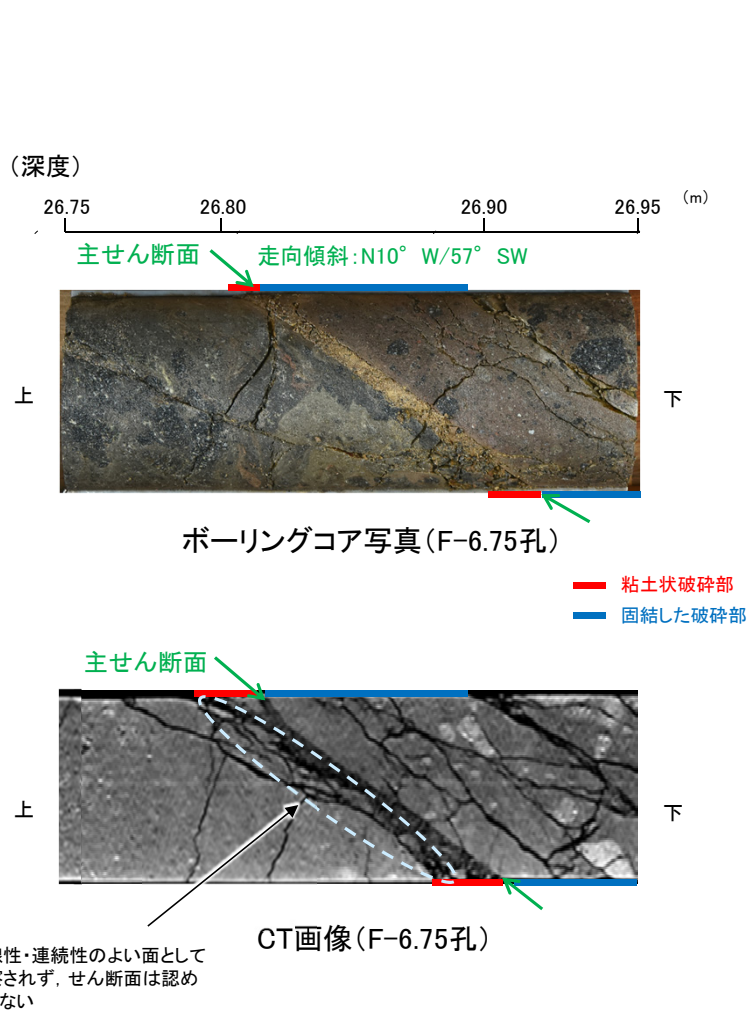 (深度)
26.75 26.80 26.90 26.95 (m)
主せん断面 走向傾斜:N10° W/57° SW
上 下
ボーリングコア写真(F-6.75孔)
粘土状破砕部
固結した破砕部
主せん断面
上 下
CT画像(F-6.75孔)
性・連続性のよい面として
されず,せん断面は認め
ない